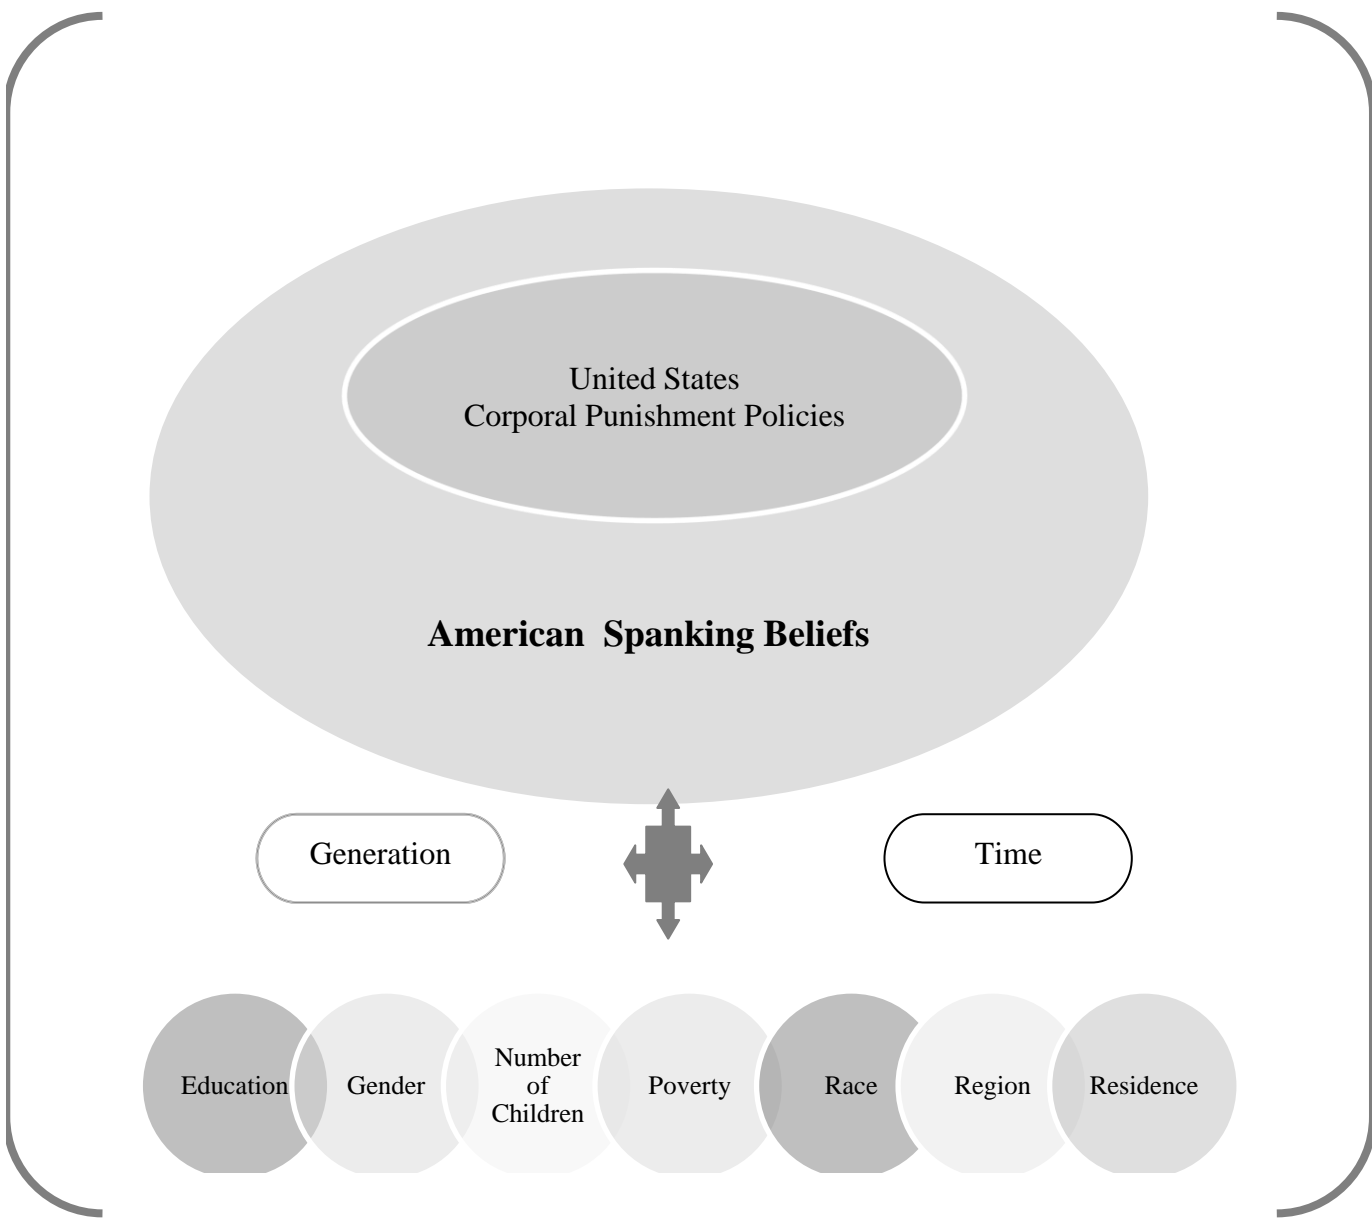 United States
Corporal Punishment Policies
American  Spanking Beliefs
Generation
Time
Education
Gender
Number
of
Children
Poverty
Race
Region
Residence